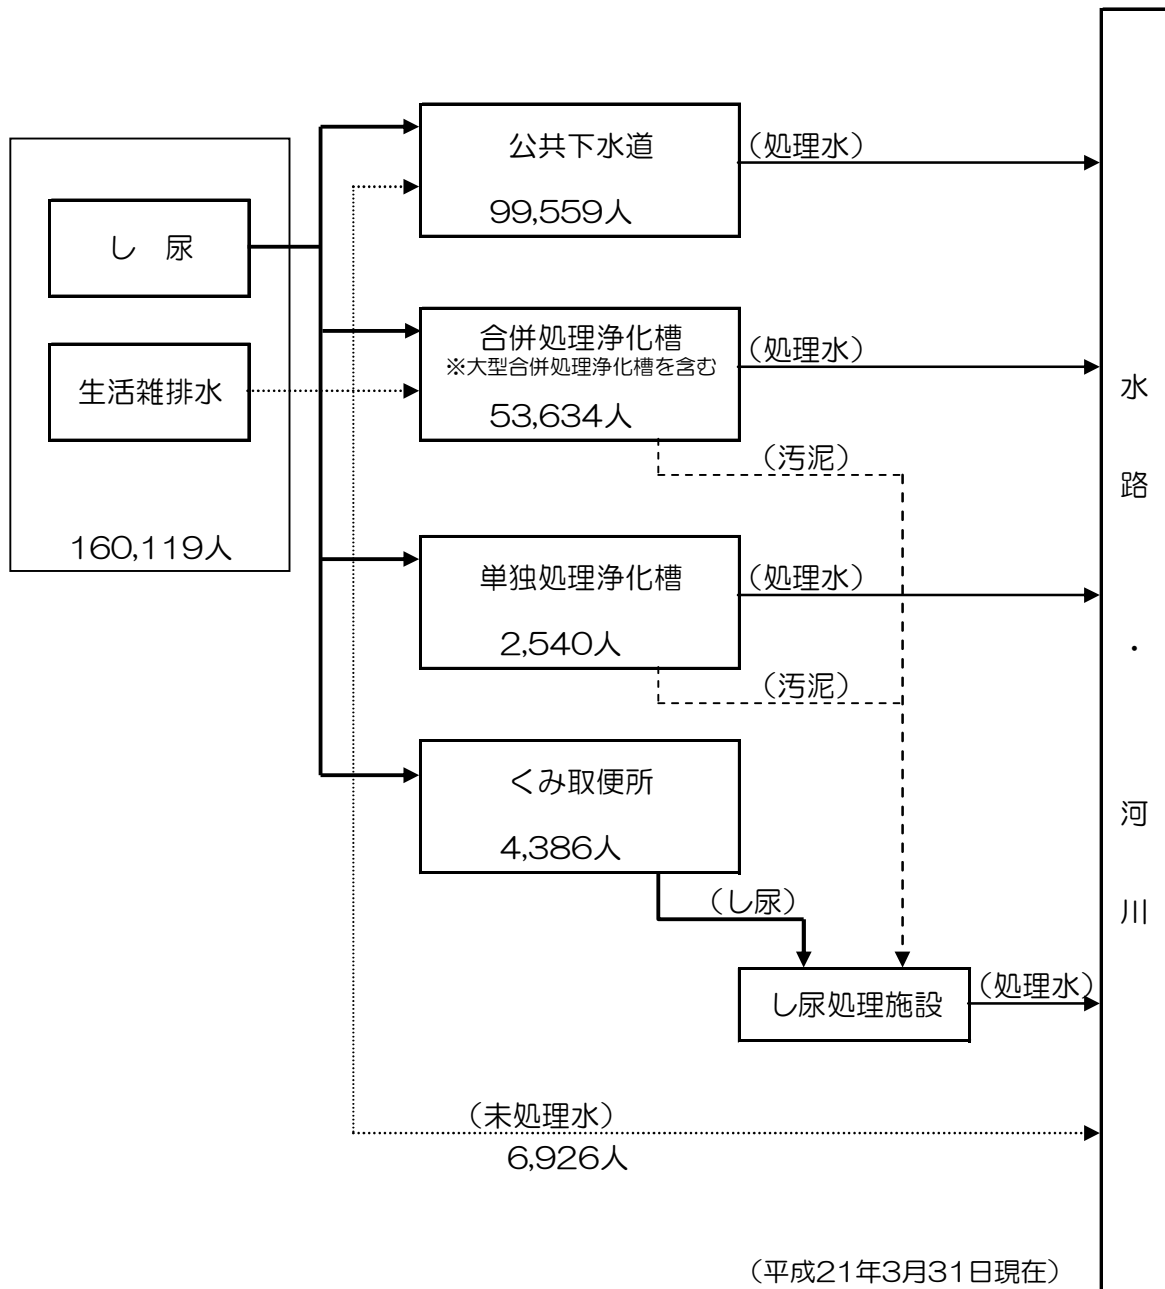 し　尿
生活雑排水
160,119人
公共下水道
99,559人
（処理水）
合併処理浄化槽
※大型合併処理浄化槽を含む
53,634人
（処理水）
（汚泥）
単独処理浄化槽
2,540人
（処理水）
（汚泥）
くみ取便所
4,386人
（し尿）
し尿処理施設
（処理水）
（未処理水）
6,926人
水路・河川
（平成21年3月31日現在）